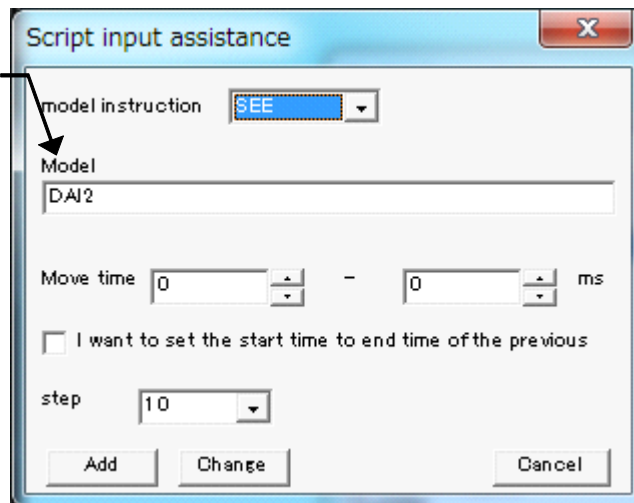 Script input assistance
model instruction SEE
Model
DAI2
Move time 0 - 0 ms
I want to set the start time to end time of the previous
step 10
Add Change Cancel